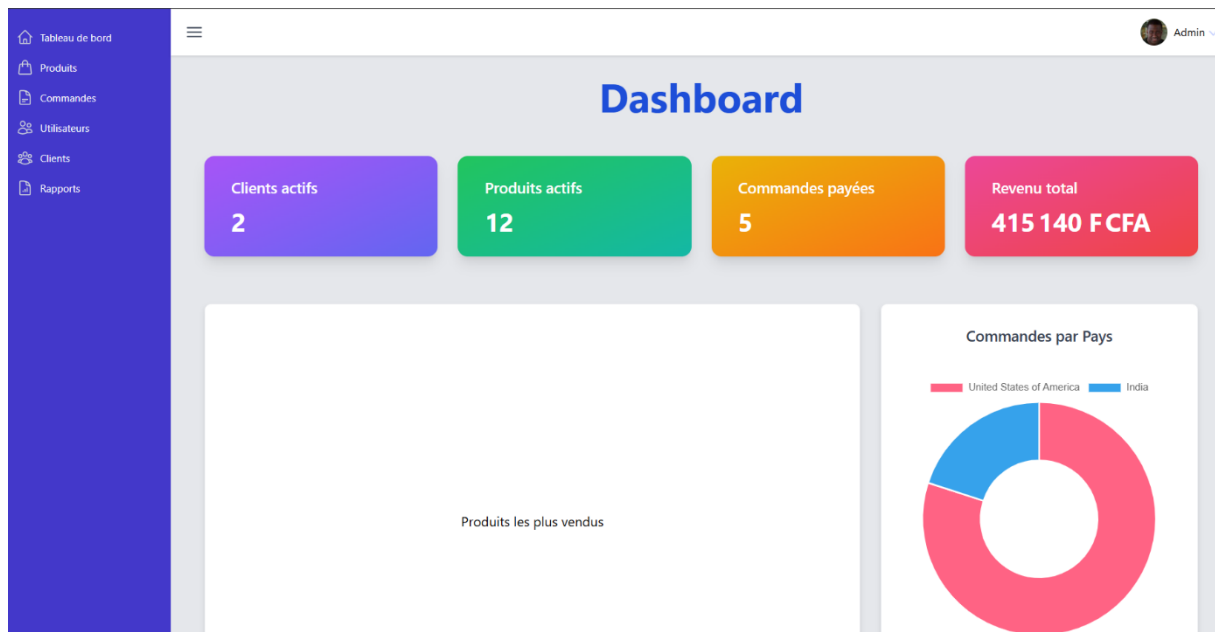 Tableau de bord
Produits
Commandes
Utilisateurs
Clients
Rapports
Admin
Dashboard
Clients actifs
2
Produits actifs
12
Commandes payées
5
Revenu total
415 140 F CFA
Produits les plus vendus
Commandes par Pays
United States of America India